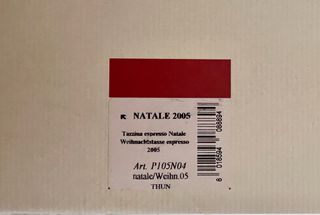 NATALE 2005
Tazzina espresso Natale
Weihnachtstasse espresso
2005
Art. P105N04
natale/Weihn.05
THUN